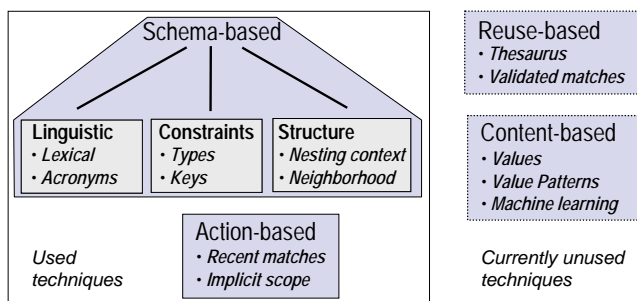 Schema-based
Linguistic
· Lexical
· Acronyms
Constraints
· Types
· Keys
Structure
· Nesting context
· Neighborhood
Action-based
· Recent matches
· Implicit scope
Used
techniques
Reuse-based
· Thesaurus
· Validated matches
Content-based
· Values
· Value Patterns
· Machine learning
Currently unused
techniques